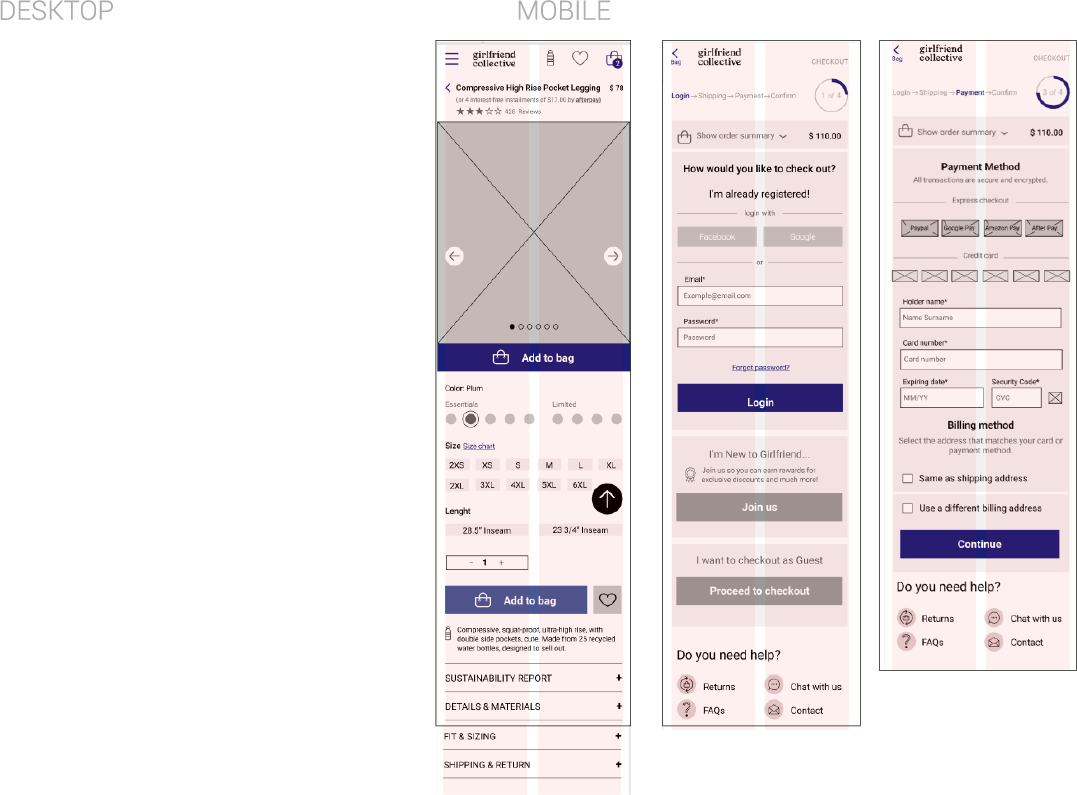 DESKTOP
MOBILE
girlfriend
collective
2
Compressive High Rise Pocket Legging $ 78
(or 4 interest-free installments of $17.00 by afterpay)
426 Reviews
Add to bag
Color: Plum
Essentials
Limited
Size Size chart
2XS XS S M L XL
2XL 3XL 4XL 5XL 6XL
Lenght
28.5" Inseam
23 3/4" Inseam
- 1 +
Add to bag
Compressive, squat-proof, ultra-high rise, with
double side pockets, cute. Made from 25 recycled
water bottles, designed to sell out.
SUSTAINABILITY REPORT +
DETAILS & MATERIALS +
FIT & SIZING +
SHIPPING & RETURN +
Bag
girlfriend
collective
CHECKOUT
Login→Shipping→Payment→Confirm
1 of 4
Show order summary
$ 110.00
How would you like to check out?
I'm already registered!
login with
Facebook
Google
or
Email*
Example@email.com
Password*
Password
Forgot password?
Login
I'm New to Girlfriend...
Join us so you can earn rewards for
exclusive discounts and much more!
Join us
I want to checkout as Guest
Proceed to checkout
Do you need help?
Returns
Chat with us
FAQs
Contact
Bag
girlfriend
collective
CHECKOUT
Login→Shipping→Payment→Confirm
3 of 4
Show order summary
$ 110.00
Payment Method
All transactions are secure and encrypted.
Express checkout
Paypal
Google Pay
Amazon Pay
After Pay
Credit card
Holder name*
Name Surname
Card number*
Card number
Expiring date*
Security Code*
MM/YY
CVC
Billing method
Select the address that matches your card or
payment method.
Same as shipping address
Use a different billing address
Continue
Do you need help?
Returns
Chat with us
FAQs
Contact